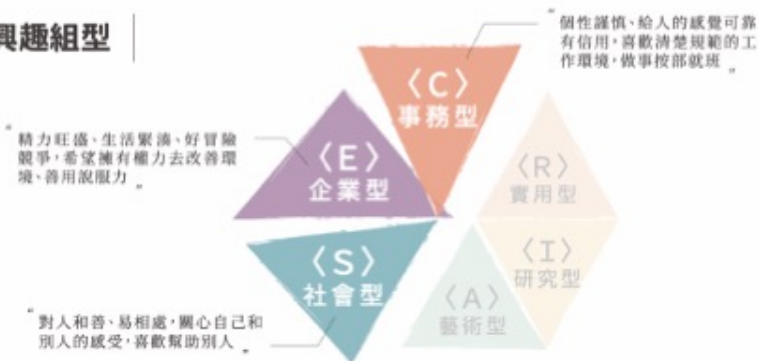 興趣組型
“ 個性謹慎、給人的感覺可靠
有信用，喜歡清楚規範的工
作環境，做事按部就班 ”
〈C〉
事務型
“ 精力旺盛、生活緊湊、好冒險
競爭，希望擁有權力去改善環
境、善用說服力 ”
〈E〉
企業型
〈R〉
實用型
〈S〉
社會型
〈I〉
研究型
〈A〉
藝術型
“ 對人和善、易相處，關心自己和
別人的感受，喜歡幫助別人 ”